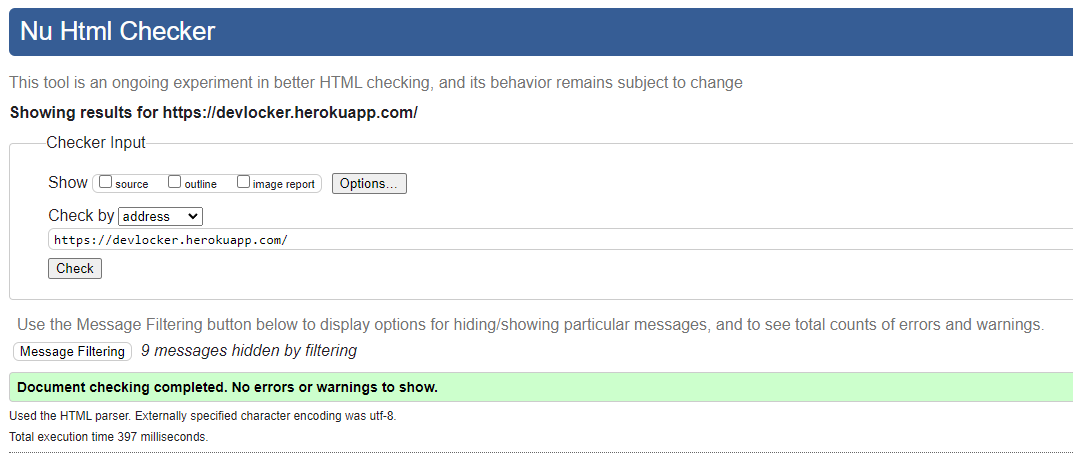 Nu Html Checker
This tool is an ongoing experiment in better HTML checking, and its behavior remains subject to change
Showing results for https://devlocker.herokuapp.com/
Checker Input
Show source outline image report Options...
Check by address
https://devlocker.herokuapp.com/
Check
Use the Message Filtering button below to display options for hiding/showing particular messages, and to see total counts of errors and warnings.
Message Filtering 9 messages hidden by filtering
Document checking completed. No errors or warnings to show.
Used the HTML parser. Externally specified character encoding was utf-8.
Total execution time 397 milliseconds.